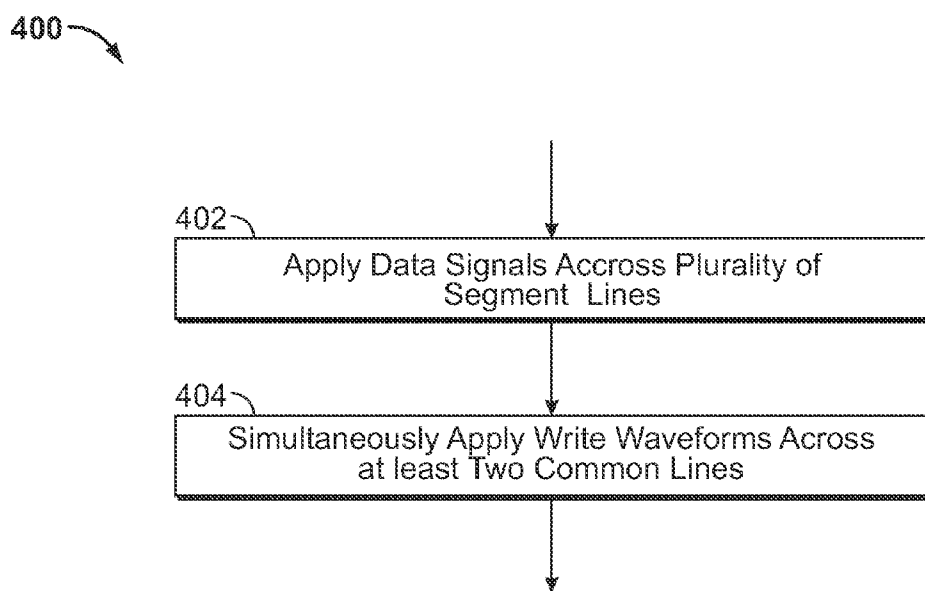 400
402
Apply Data Signals Accross Plurality of
Segment Lines
404
Simultaneously Apply Write Waveforms Across
at least Two Common Lines